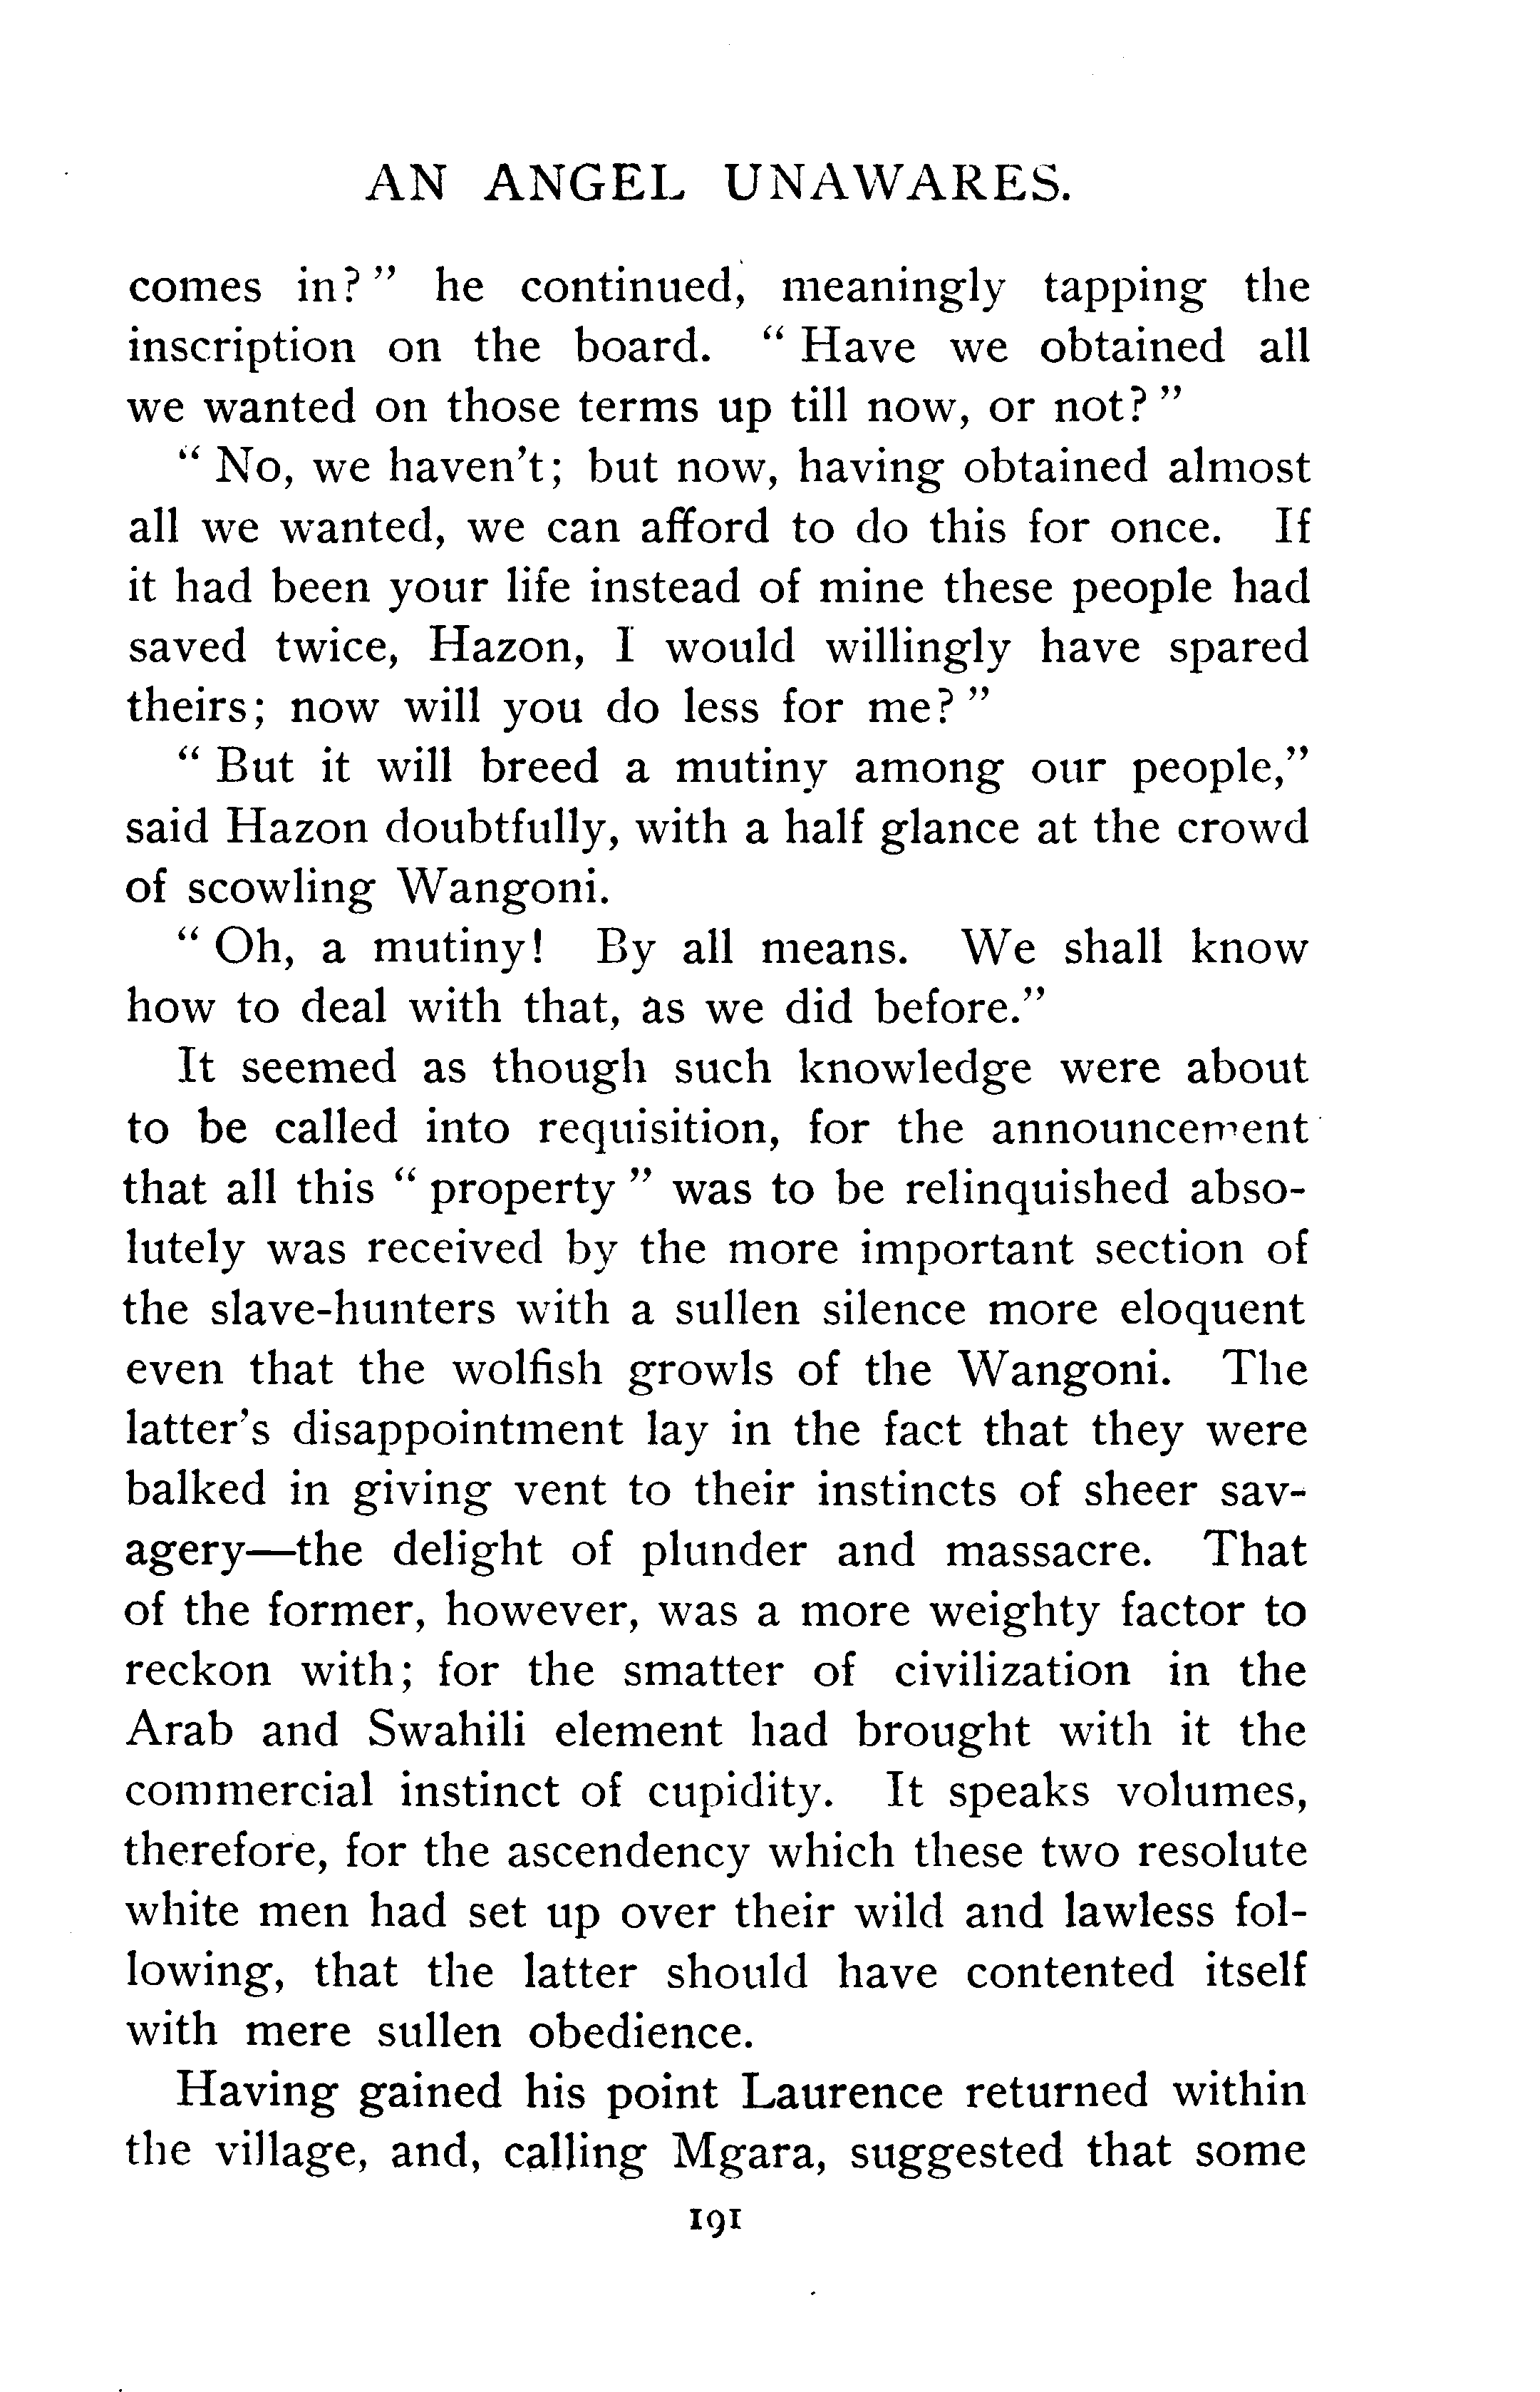 AN ANGEL UNAWARES.
comes in?" he continued, meaningly tapping the
inscription on the board. "Have we obtained all
we wanted on those terms up till now, or not?"
"No, we haven't; but now, having obtained almost
all we wanted, we can afford to do this for once. If
it had been your life instead of mine these people had
saved twice, Hazon, I would willingly have spared
theirs; now will you do less for me?"
"But it will breed a mutiny among our people,"
said Hazon doubtfully, with a half glance at the crowd
of scowling Wangoni.
"Oh, a mutiny! By all means. We shall know
how to deal with that, as we did before."
It seemed as though such knowledge were about
to be called into requisition, for the announcement
that all this "property" was to be relinquished abso-
lutely was received by the more important section of
the slave-hunters with a sullen silence more eloquent
even that the wolfish growls of the Wangoni. The
latter's disappointment lay in the fact that they were
balked in giving vent to their instincts of sheer sav-
agery—the delight of plunder and massacre. That
of the former, however, was a more weighty factor to
reckon with; for the smatter of civilization in the
Arab and Swahili element had brought with it the
commercial instinct of cupidity. It speaks volumes,
therefore, for the ascendency which these two resolute
white men had set up over their wild and lawless fol-
lowing, that the latter should have contented itself
with mere sullen obedience.
Having gained his point Laurence returned within
the village, and, calling Mgara, suggested that some
191